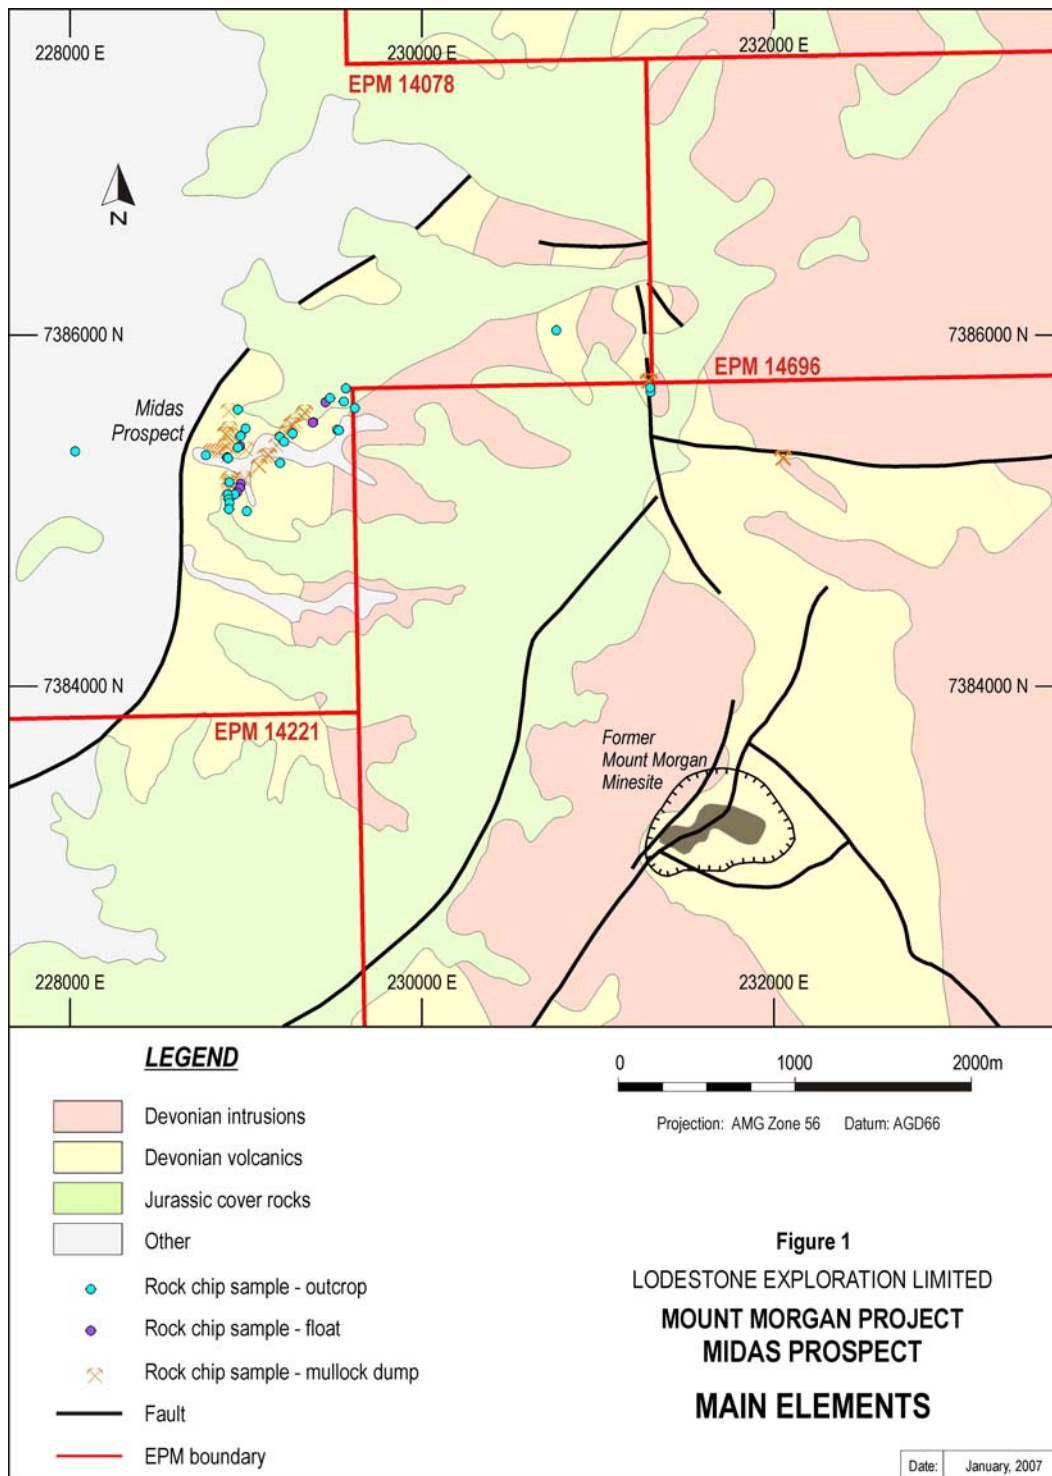 228000 E
230000 E
232000 E
EPM 14078
N
7386000 N
7386000 N
EPM 14696
Midas
Prospect
7384000 N
7384000 N
EPM 14221
Former
Mount Morgan
Minesite
228000 E
230000 E
232000 E
LEGEND
Devonian intrusions
Devonian volcanics
Jurassic cover rocks
Other
Rock chip sample - outcrop
Rock chip sample - float
Rock chip sample - mullock dump
Fault
EPM boundary
0 1000 2000m
Projection: AMG Zone 56 Datum: AGD66
Figure 1
LODESTONE EXPLORATION LIMITED
MOUNT MORGAN PROJECT
MIDAS PROSPECT
MAIN ELEMENTS
Date: January, 2007